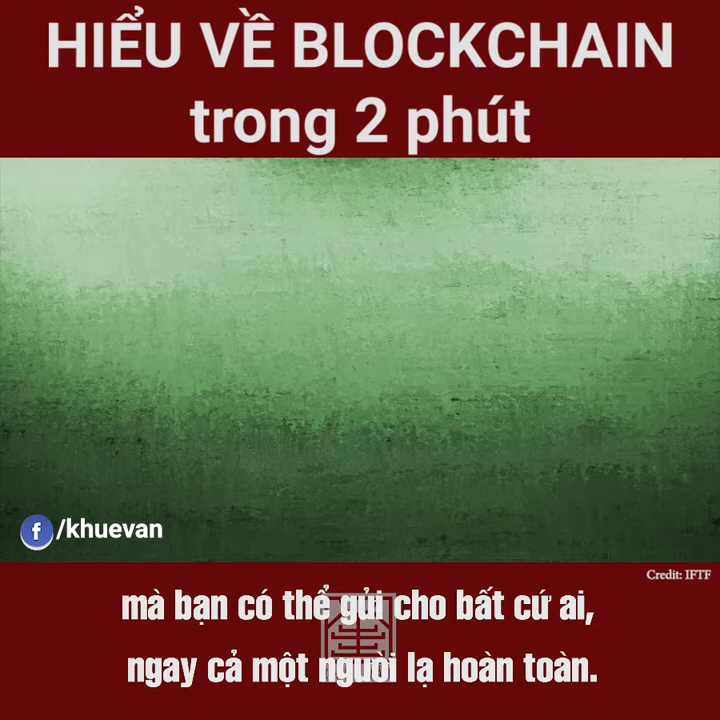 HIỂU VỀ BLOCKCHAIN
trong 2 phút
f /khuevan
Credit: IFTF
mà bạn có thể gửi cho bất cứ ai,
ngay cả một người lạ hoàn toàn.